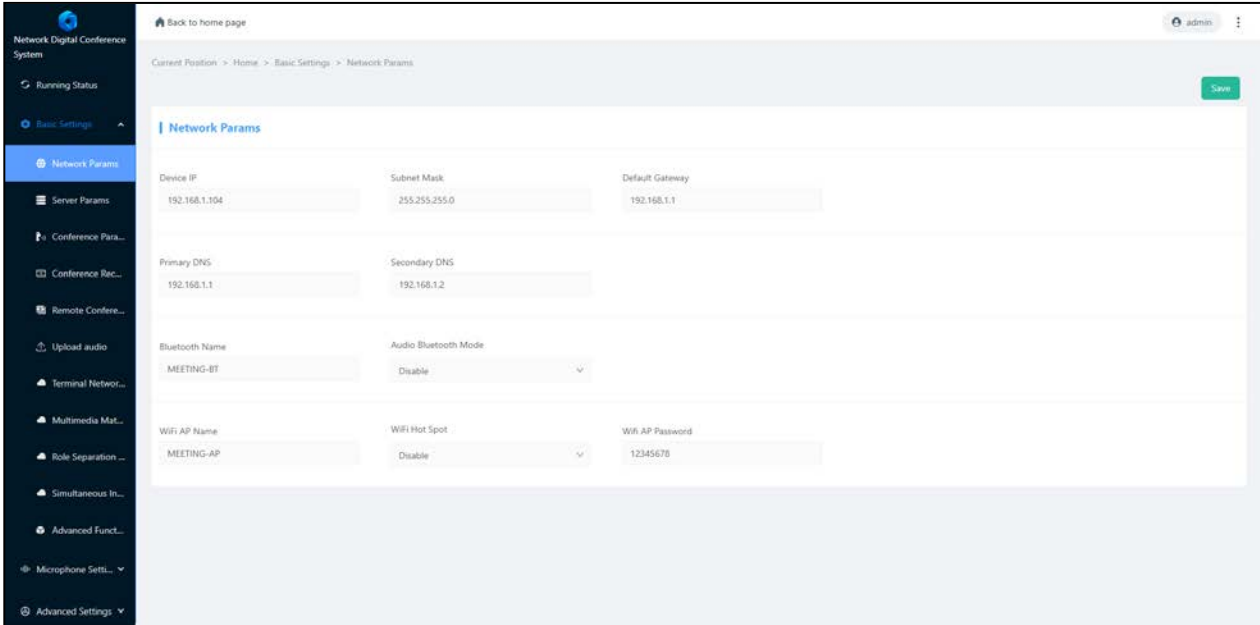 Network Digital Conference
System
Running Status
Basic Settings
Network Params
Server Params
Conference Para...
Conference Rec...
Remote Confere...
Upload audio
Terminal Networ...
Multimedia Mat...
Role Separation ...
Simultaneous In...
Advanced Funct...
Microphone Setti...
Advanced Settings
Back to home page
admin
Current Position > Home > Basic Settings > Network Params
Save
Network Params
Device IP Subnet Mask Default Gateway
192.168.1.104 255.255.255.0 192.168.1.1
Primary DNS Secondary DNS
192.168.1.1 192.168.1.2
Bluetooth Name Audio Bluetooth Mode
MEETING-BT Disable
WiFi AP Name WiFi Hot Spot Wifi AP Password
MEETING-AP Disable 12345678